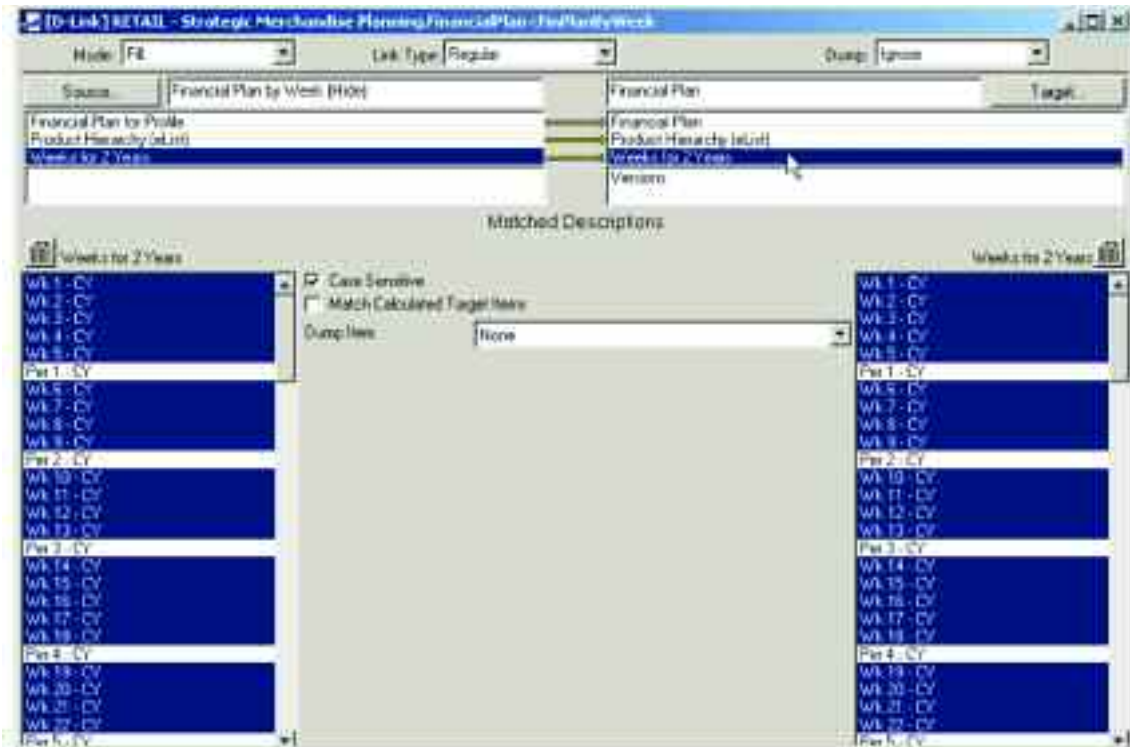 [D-Link] RETAIL - Strategic Merchandise Planning.FinancialPlan
Mode: Fill Link Type: Regular Dump: Ignore
Source... Financial Plan by Week (Hide) Financial Plan Target...
Financial Plan for Profile Financial Plan
Product Hierarchy (eList) Product Hierarchy (eList)
Weeks for 2 Years Weeks for 2 Years
Versions
Matched Descriptions
Weeks for 2 Years Weeks for 2 Years
Wk 1 - CY Case Sensitive Wk 1 - CY
Wk 2 - CY Match Calculated Target Items Wk 2 - CY
Wk 3 - CY Wk 3 - CY
Wk 4 - CY Dump Item None Wk 4 - CY
Wk 5 - CY Wk 5 - CY
Per 1 - CY Per 1 - CY
Wk 6 - CY Wk 6 - CY
Wk 7 - CY Wk 7 - CY
Wk 8 - CY Wk 8 - CY
Wk 9 - CY Wk 9 - CY
Per 2 - CY Per 2 - CY
Wk 10 - CY Wk 10 - CY
Wk 11 - CY Wk 11 - CY
Wk 12 - CY Wk 12 - CY
Wk 13 - CY Wk 13 - CY
Per 3 - CY Per 3 - CY
Wk 14 - CY Wk 14 - CY
Wk 15 - CY Wk 15 - CY
Wk 16 - CY Wk 16 - CY
Wk 17 - CY Wk 17 - CY
Wk 18 - CY Wk 18 - CY
Per 4 - CY Per 4 - CY
Wk 19 - CY Wk 19 - CY
Wk 20 - CY Wk 20 - CY
Wk 21 - CY Wk 21 - CY
Wk 22 - CY Wk 22 - CY
Per 5 - CY Per 5 - CY